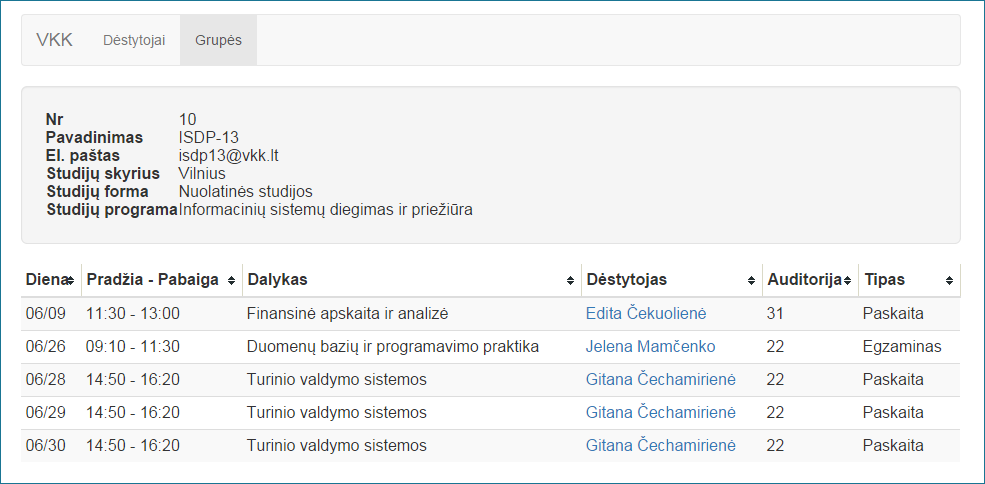 VKK Dėstytojai Grupės
Nr 10
Pavadinimas ISDP-13
El. paštas isdp13@vkk.lt
Studijų skyrius Vilnius
Studijų forma Nuolatinės studijos
Studijų programa Informacinių sistemų diegimas ir priežiūra
Diena Pradžia - Pabaiga Dalykas Dėstytojas Auditorija Tipas
06/09 11:30 - 13:00 Finansinė apskaita ir analizė Edita Čekuolienė 31 Paskaita
06/26 09:10 - 11:30 Duomenų bazių ir programavimo praktika Jelena Mamčenko 22 Egzaminas
06/28 14:50 - 16:20 Turinio valdymo sistemos Gitana Čechamirienė 22 Paskaita
06/29 14:50 - 16:20 Turinio valdymo sistemos Gitana Čechamirienė 22 Paskaita
06/30 14:50 - 16:20 Turinio valdymo sistemos Gitana Čechamirienė 22 Paskaita